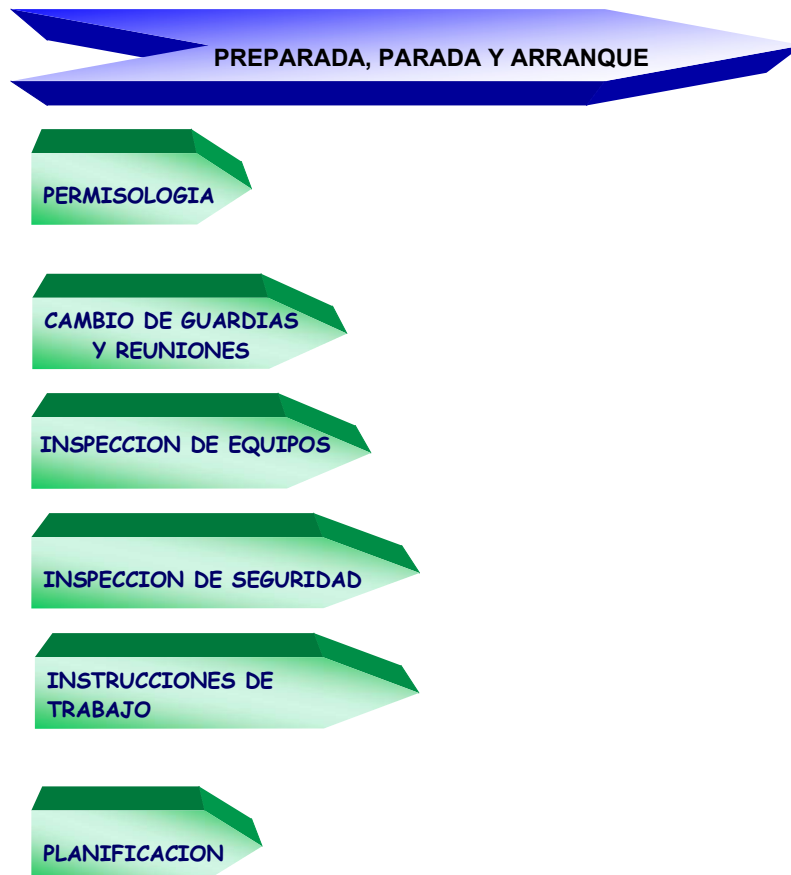 PREPARADA, PARADA Y ARRANQUE
PERMISOLOGIA
CAMBIO DE GUARDIAS
Y REUNIONES
INSPECCION DE EQUIPOS
INSPECCION DE SEGURIDAD
INSTRUCCIONES DE
TRABAJO
PLANIFICACION